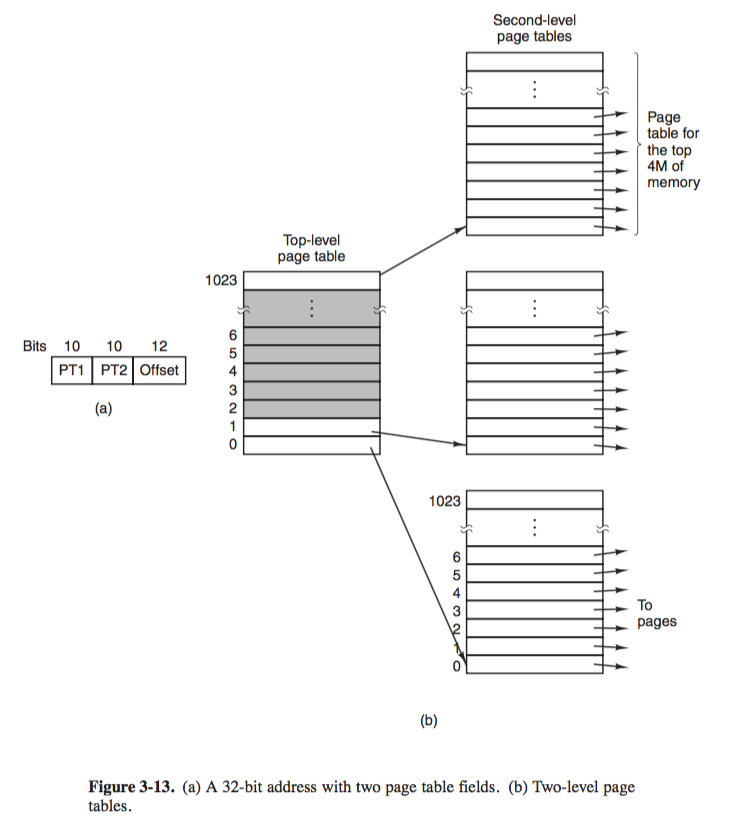 Second-level
page tables
Page
table for
the top
4M of
memory
Top-level
page table
1023
6
5
4
3
2
1
0
Bits 10 10 12
PT1 PT2 Offset
(a)
1023
6
5
4
3
2
1
0
To
pages
(b)
Figure 3-13. (a) A 32-bit address with two page table fields. (b) Two-level page
tables.